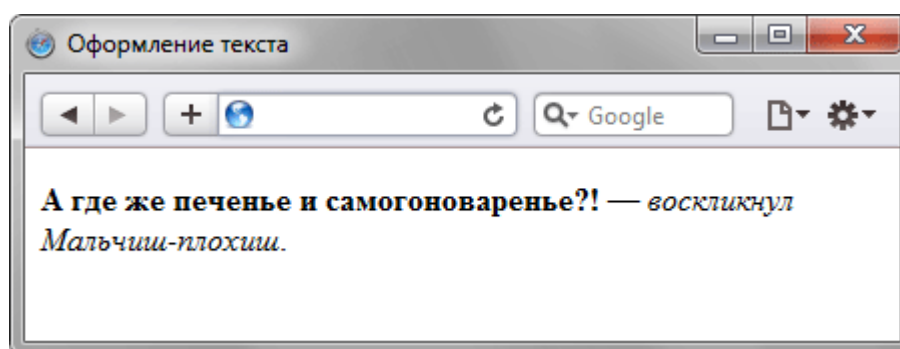 Оформление текста
Google
А где же печенье и самогоноваренье?! — воскликнул
Мальчиш-плохиш.